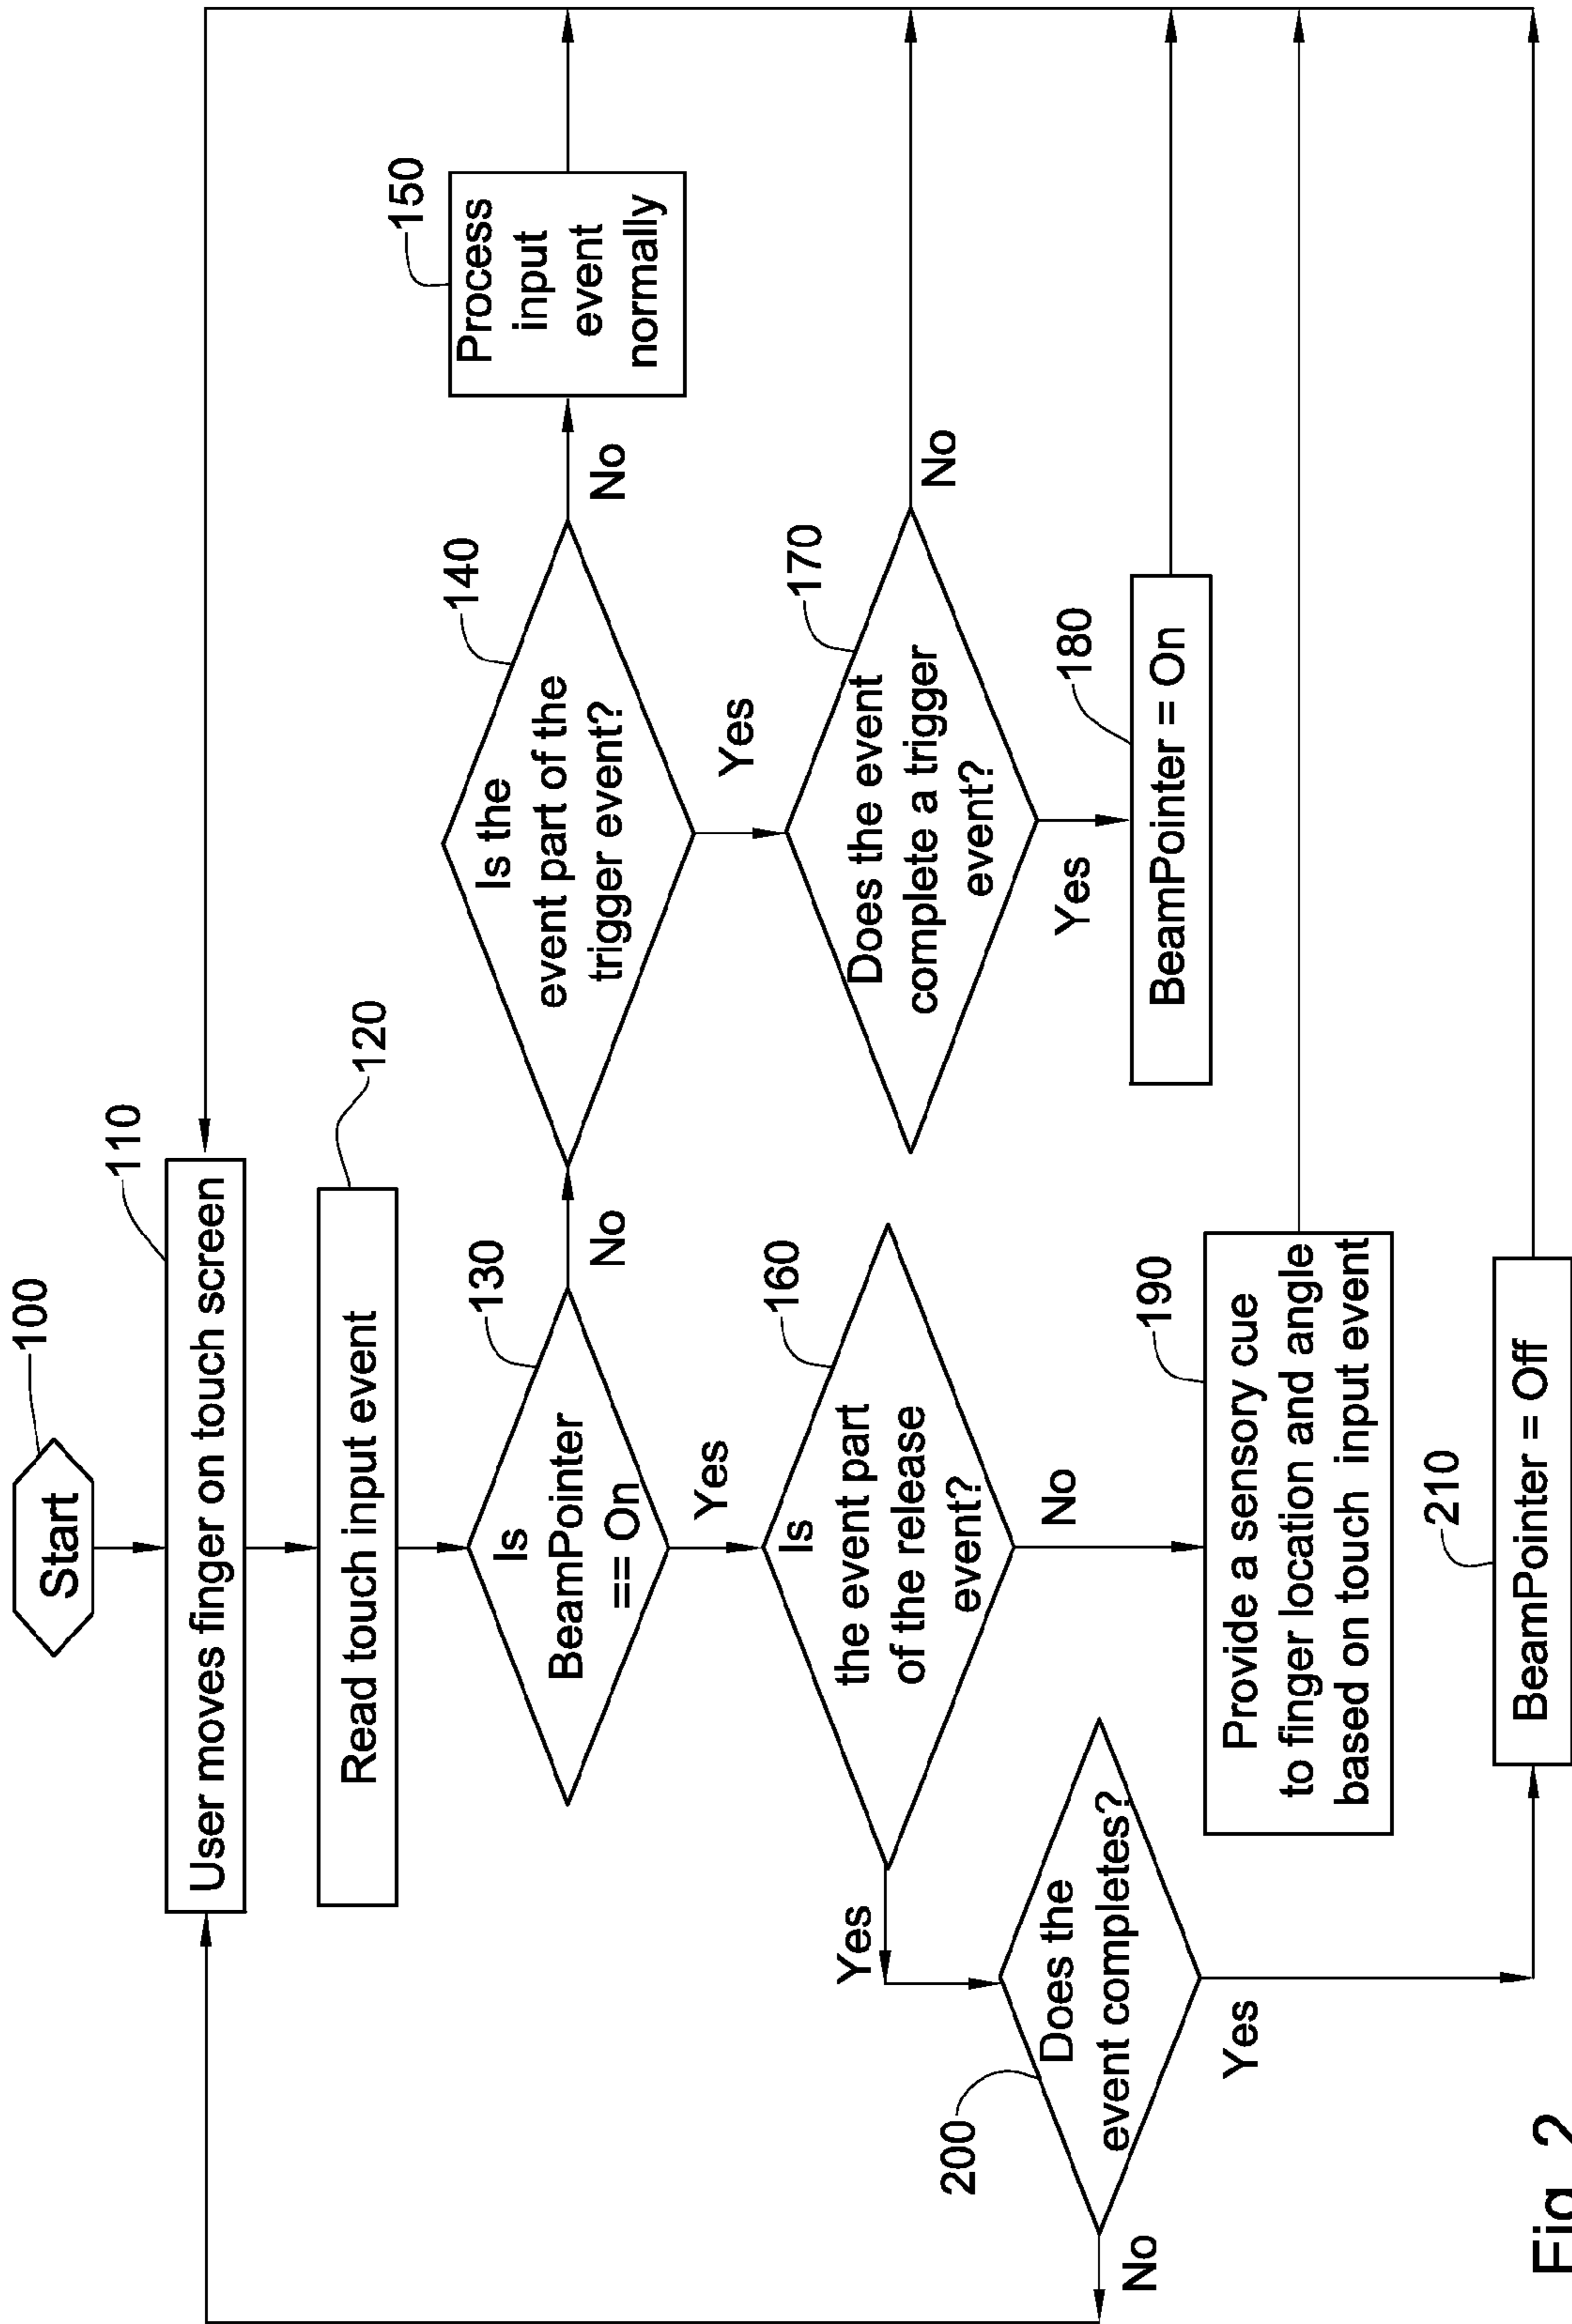 100
Start
110
User moves finger on touch screen
120
Read touch input event
130
Is
BeamPointer
== On
No
Yes
140
Is the
event part of the
trigger event?
No
Yes
150
Process
input
event
normally
160
Is
the event part
of the release
event?
Yes
No
170
Does the event
complete a trigger
event?
No
Yes
180
BeamPointer = On
190
Provide a sensory cue
to finger location and angle
based on touch input event
200
Does the
event completes?
No
Yes
210
BeamPointer = Off
Fig. 2